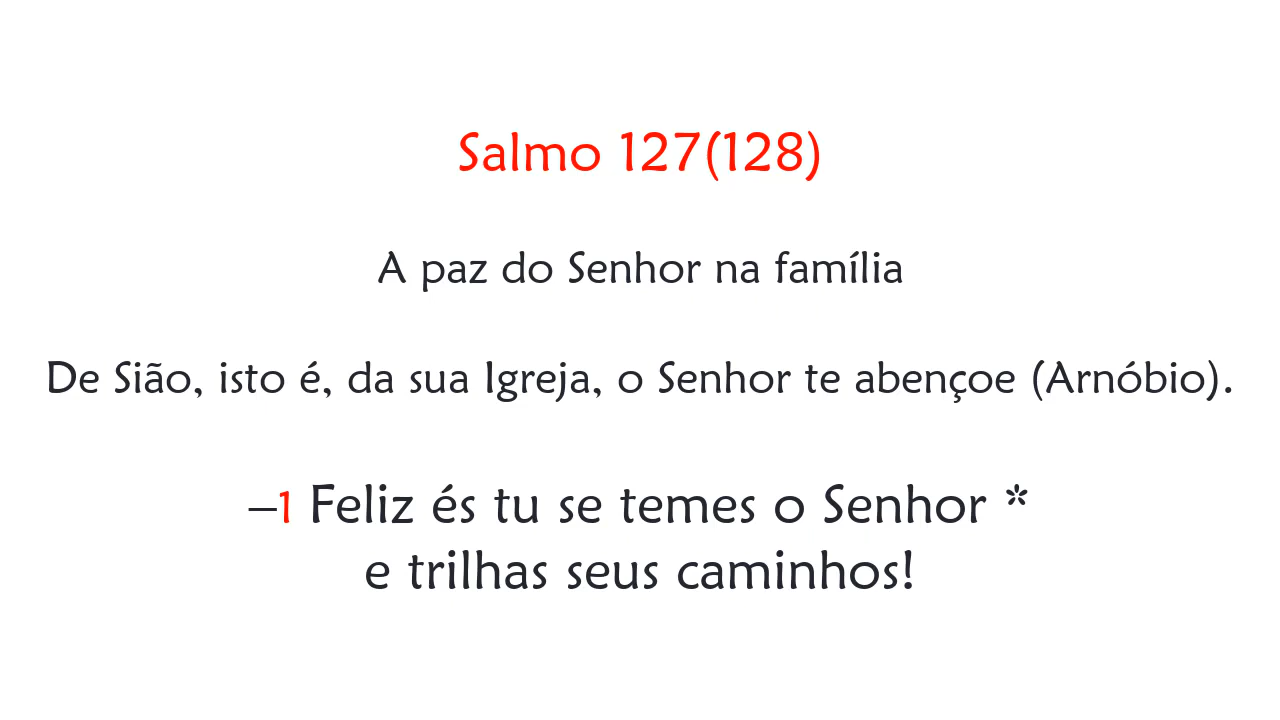 Salmo 127(128)
A paz do Senhor na família
De Sião, isto é, da sua Igreja, o Senhor te abençoe (Arnóbio).
–1 Feliz és tu se temes o Senhor *
e trilhas seus caminhos!